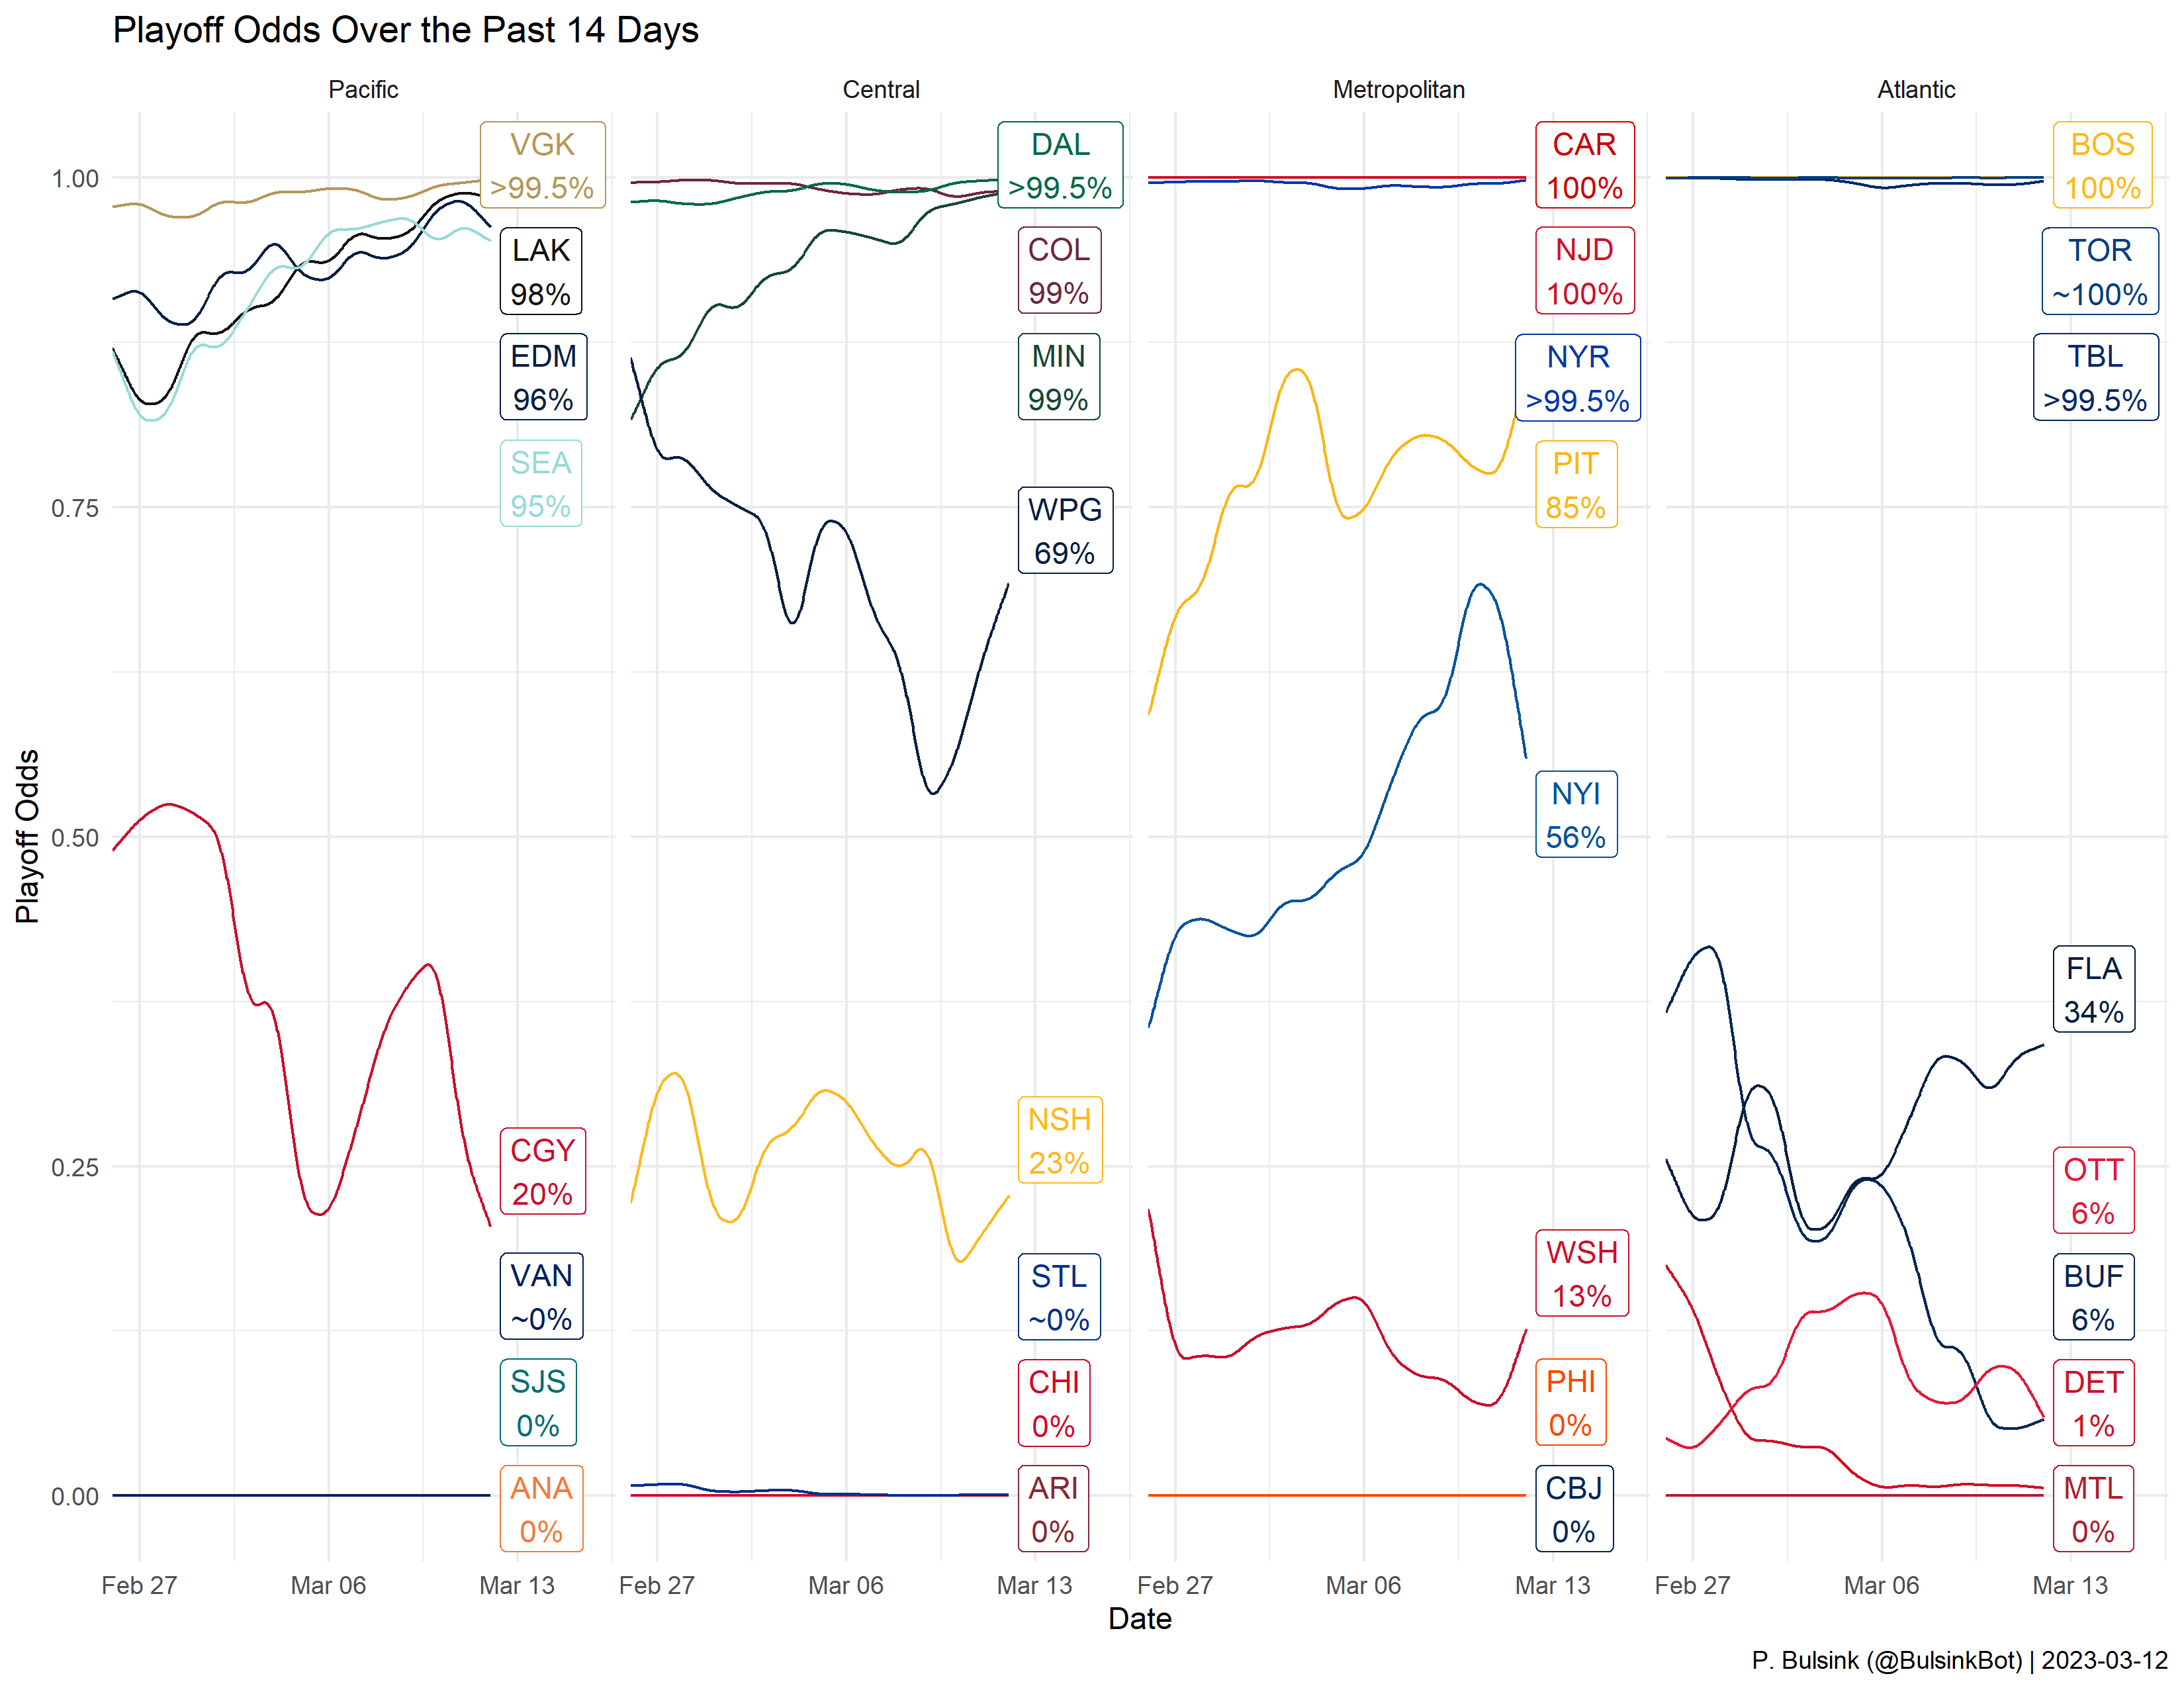 Playoff Odds Over the Past 14 Days
Pacific
Central
Metropolitan
Atlantic
1.00
0.75
0.50
0.25
0.00
Playoff Odds
VGK
>99.5%
LAK
98%
EDM
96%
SEA
95%
CGY
20%
VAN
~0%
SJS
0%
ANA
0%
DAL
>99.5%
COL
99%
MIN
99%
WPG
69%
NSH
23%
STL
~0%
CHI
0%
ARI
0%
CAR
100%
NJD
100%
NYR
>99.5%
PIT
85%
NYI
56%
WSH
13%
PHI
0%
CBJ
0%
BOS
100%
TOR
~100%
TBL
>99.5%
FLA
34%
OTT
6%
BUF
6%
DET
1%
MTL
0%
Feb 27
Mar 06
Mar 13
Feb 27
Mar 06
Mar 13
Feb 27
Mar 06
Mar 13
Feb 27
Mar 06
Mar 13
Date
P. Bulsink (@BulsinkBot) | 2023-03-12